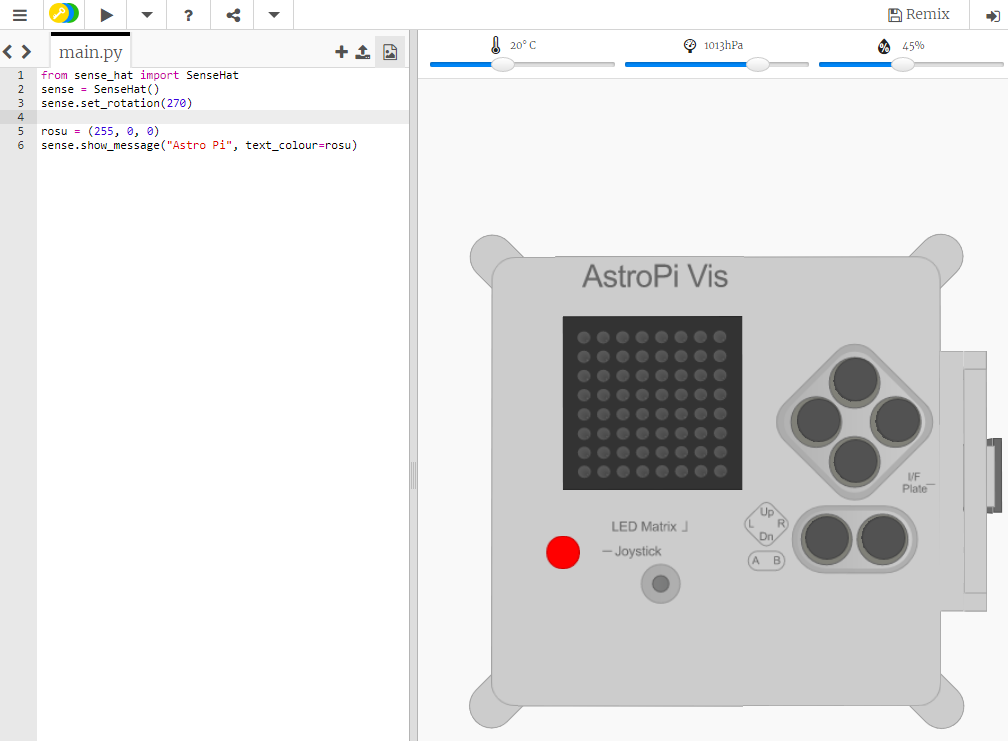 ?
Remix
main.py
20° C
1013hPa
45%
1 from sense_hat import SenseHat
2 sense = SenseHat()
3 sense.set_rotation(270)
4
5 rosu = (255, 0, 0)
6 sense.show_message("Astro Pi", text_colour=rosu)
AstroPi Vis
I/F
Plate
LED Matrix
Joystick
Up
L R
Dn
A B